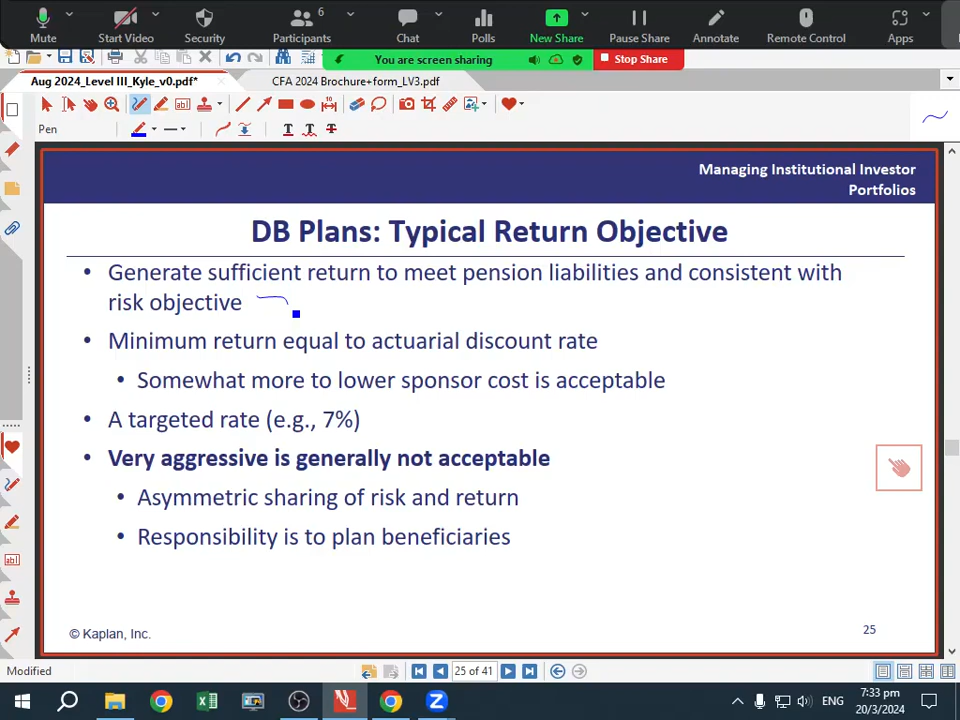 Mute
Start Video
Security
Participants
6
Chat
Polls
New Share
Pause Share
Annotate
Remote Control
Apps
You are screen sharing
Stop Share
Aug 2024_Level III_Kyle_v0.pdf*
CFA 2024 Brochure+form_LV3.pdf
Pen
Managing Institutional Investor
Portfolios
DB Plans: Typical Return Objective
• Generate sufficient return to meet pension liabilities and consistent with
risk objective
• Minimum return equal to actuarial discount rate
• Somewhat more to lower sponsor cost is acceptable
• A targeted rate (e.g., 7%)
• Very aggressive is generally not acceptable
• Asymmetric sharing of risk and return
• Responsibility is to plan beneficiaries
© Kaplan, Inc.
25
Modified
25 of 41
ENG
7:33 pm
20/3/2024